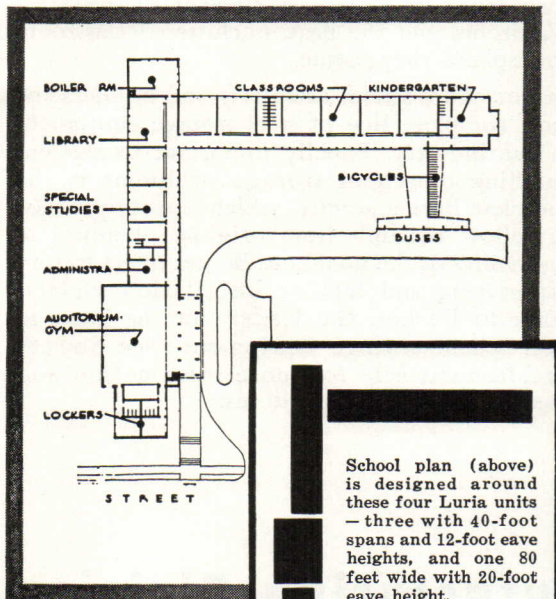 BOILER RM
CLASSROOMS
KINDERGARTEN
LIBRARY
BICYCLES
SPECIAL
STUDIES
BUSES
ADMINISTRA
AUDITORIUM-
GYM
LOCKERS
STREET
School plan (above)
is designed around
these four Luria units
— three with 40-foot
spans and 12-foot eave
heights, and one 80
feet wide with 20-foot
eave height.